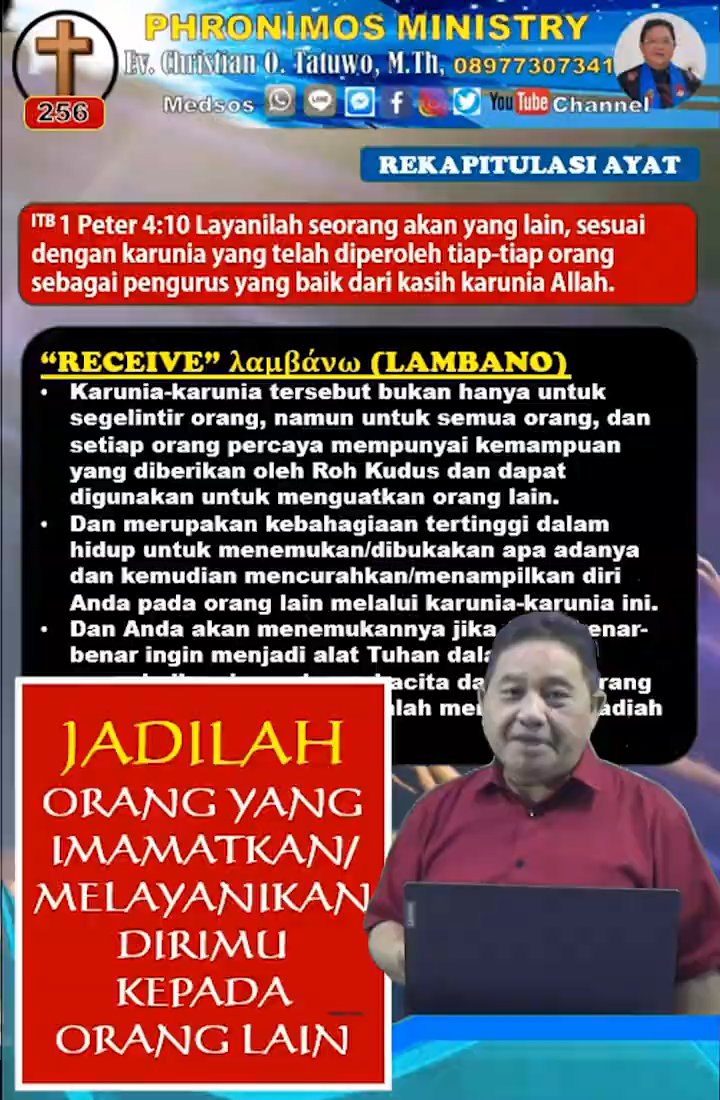 PHRONIMOS MINISTRY
Ev. Christian O. Tatuwo, M.Th, 08977307341
256
Medsos You Tube Channel
REKAPITULASI AYAT
ITB 1 Peter 4:10 Layanilah seorang akan yang lain, sesuai
dengan karunia yang telah diperoleh tiap-tiap orang
sebagai pengurus yang baik dari kasih karunia Allah.
“RECEIVE” λαμβάνω (LAMBANO)
• Karunia-karunia tersebut bukan hanya untuk
segelintir orang, namun untuk semua orang, dan
setiap orang percaya mempunyai kemampuan
yang diberikan oleh Roh Kudus dan dapat
digunakan untuk menguatkan orang lain.
• Dan merupakan kebahagiaan tertinggi dalam
hidup untuk menemukan/dibukakan apa adanya
dan kemudian mencurahkan/menampilkan diri
Anda pada orang lain melalui karunia-karunia ini.
• Dan Anda akan menemukannya jika enar-
benar ingin menjadi alat Tuhan dala
JADILAH
ORANG YANG
IMAMATKAN/
MELAYANIKAN
DIRIMU
KEPADA
ORANG LAIN
Lenovo